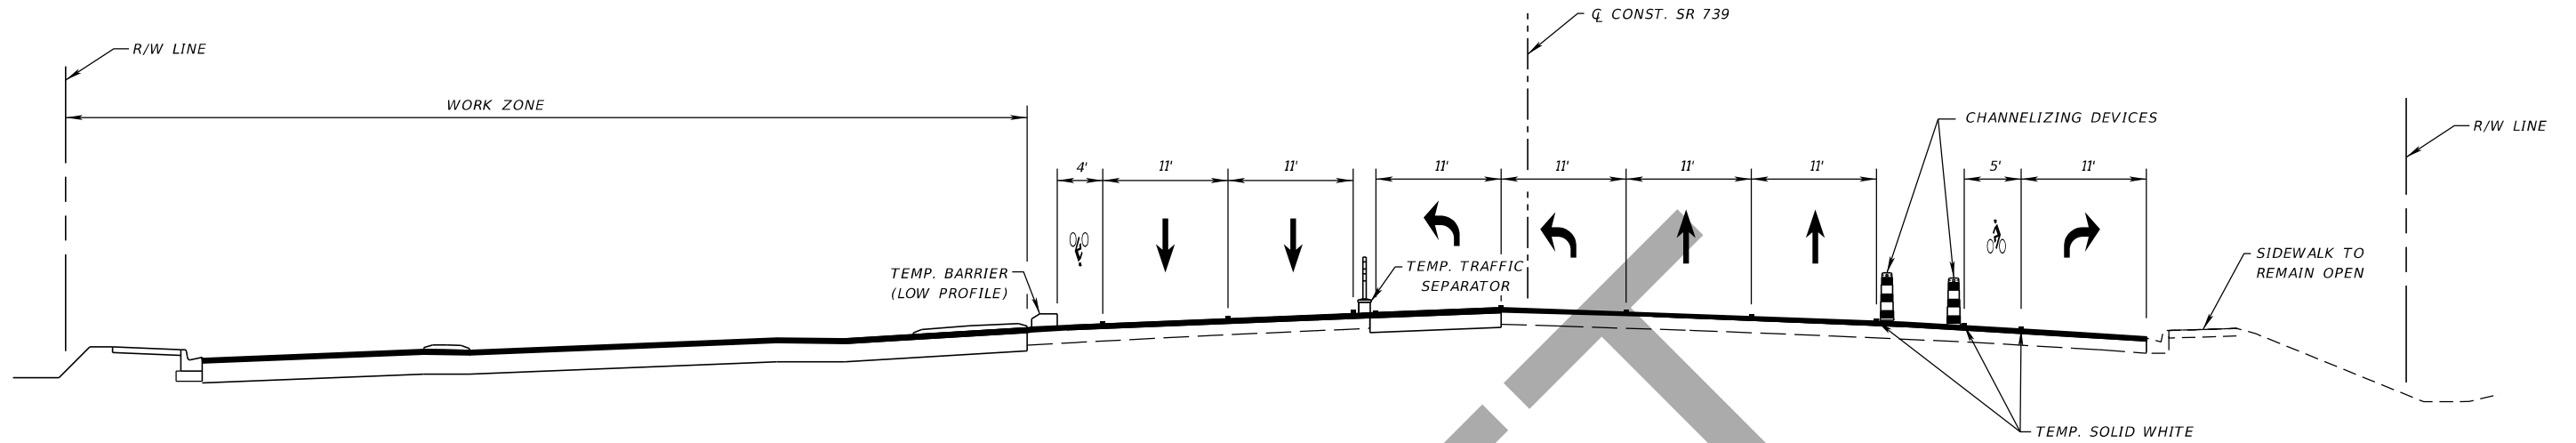 ℄ CONST. SR 739
R/W LINE
WORK ZONE
CHANNELIZING DEVICES
R/W LINE
4'
11'
11'
11'
11'
11'
11'
5'
11'
TEMP. BARRIER
(LOW PROFILE)
TEMP. TRAFFIC
SEPARATOR
SIDEWALK TO
REMAIN OPEN
TEMP. SOLID WHITE